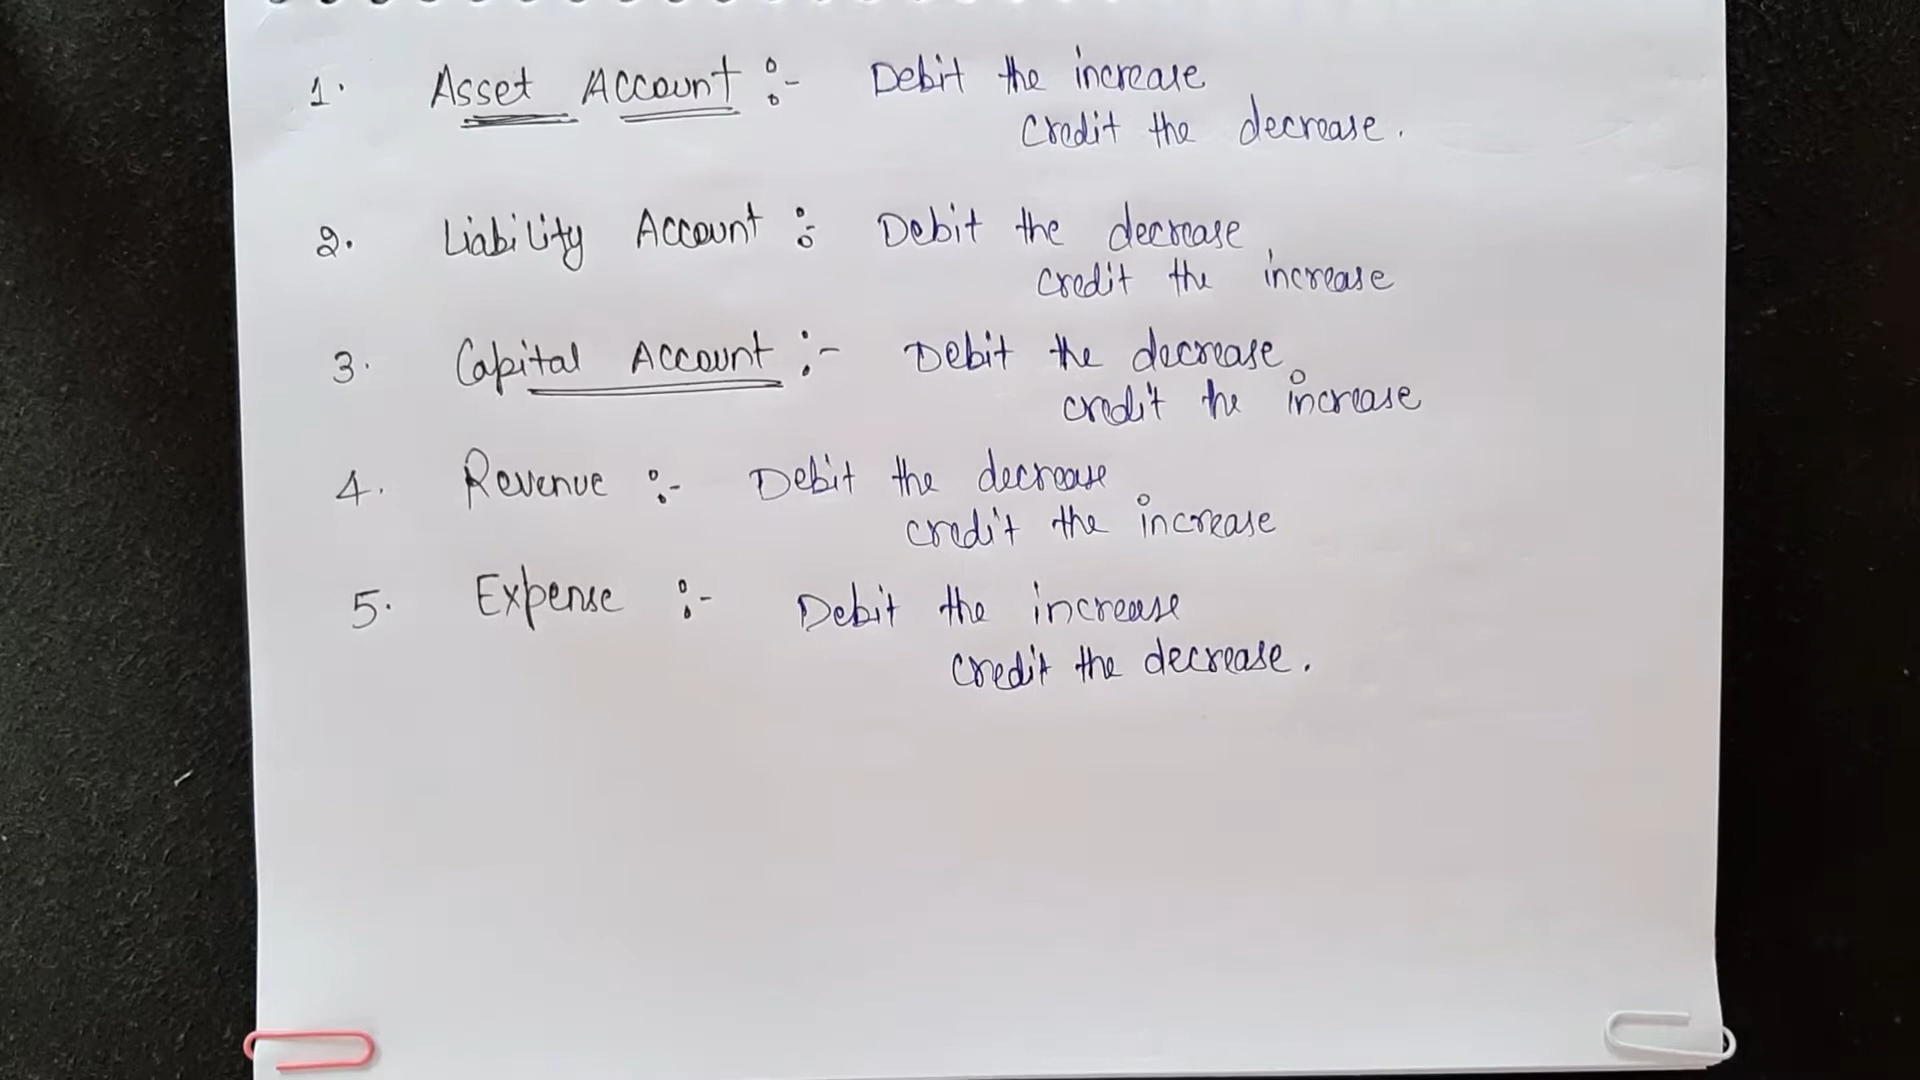 1. Asset Account :- Debit the increase
credit the decrease.
2. Liability Account : Debit the decrease
credit the increase
3. Capital Account :- Debit the decrease
credit the increase
4. Revenue :- Debit the decrease
credit the increase
5. Expense :- Debit the increase
credit the decrease.